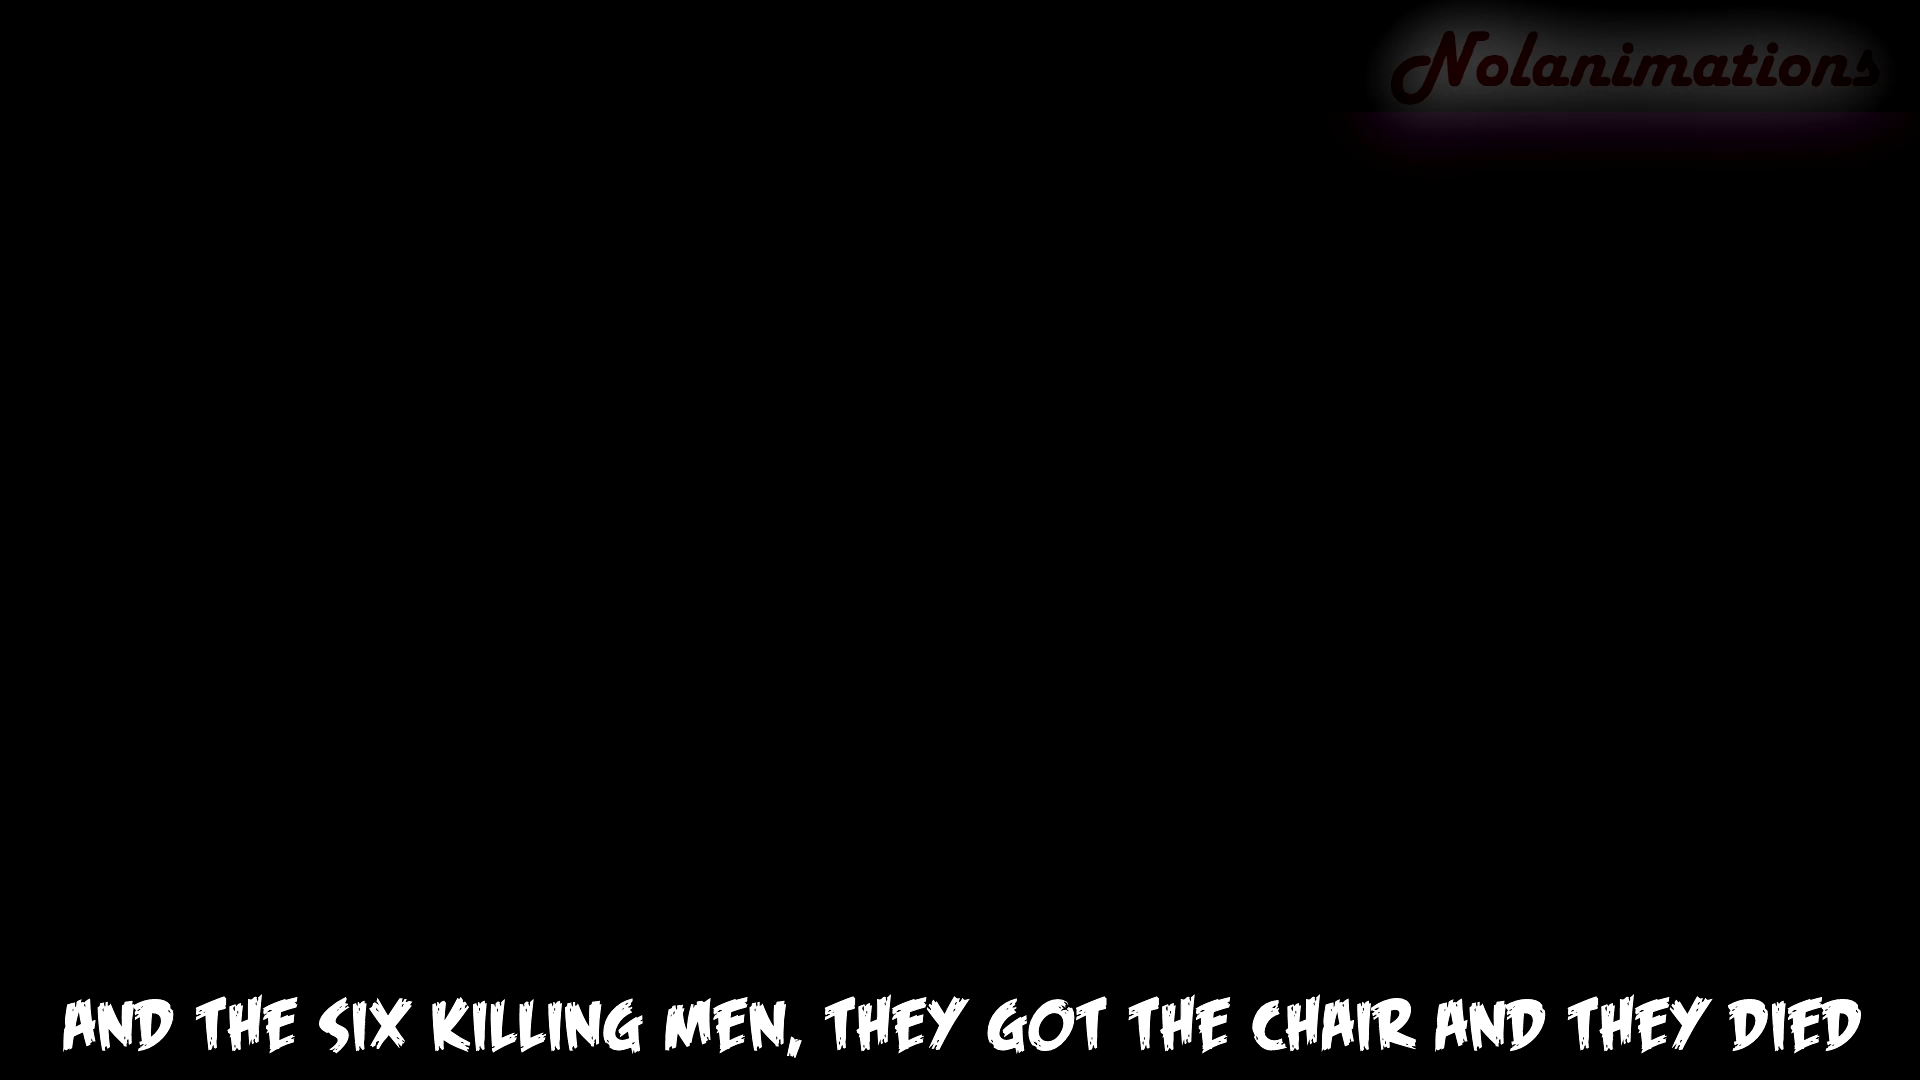 Nolanimations
AND THE SIX KILLING MEN, THEY GOT THE CHAIR AND THEY DIED